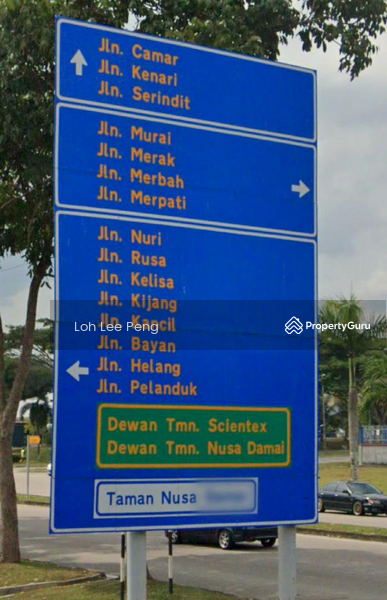 Jln. Camar
Jln. Kenari
Jln. Serindit
Jln. Murai
Jln. Merak
Jln. Merbah
Jln. Merpati
Jln. Nuri
Jln. Rusa
Jln. Kelisa
Jln. Kijang
Jln. Kancil
Loh Lee Peng
PropertyGuru
Jln. Bayan
Jln. Helang
Jln. Pelanduk
Dewan Tmn. Scientex
Dewan Tmn. Nusa Damai
Taman Nusa